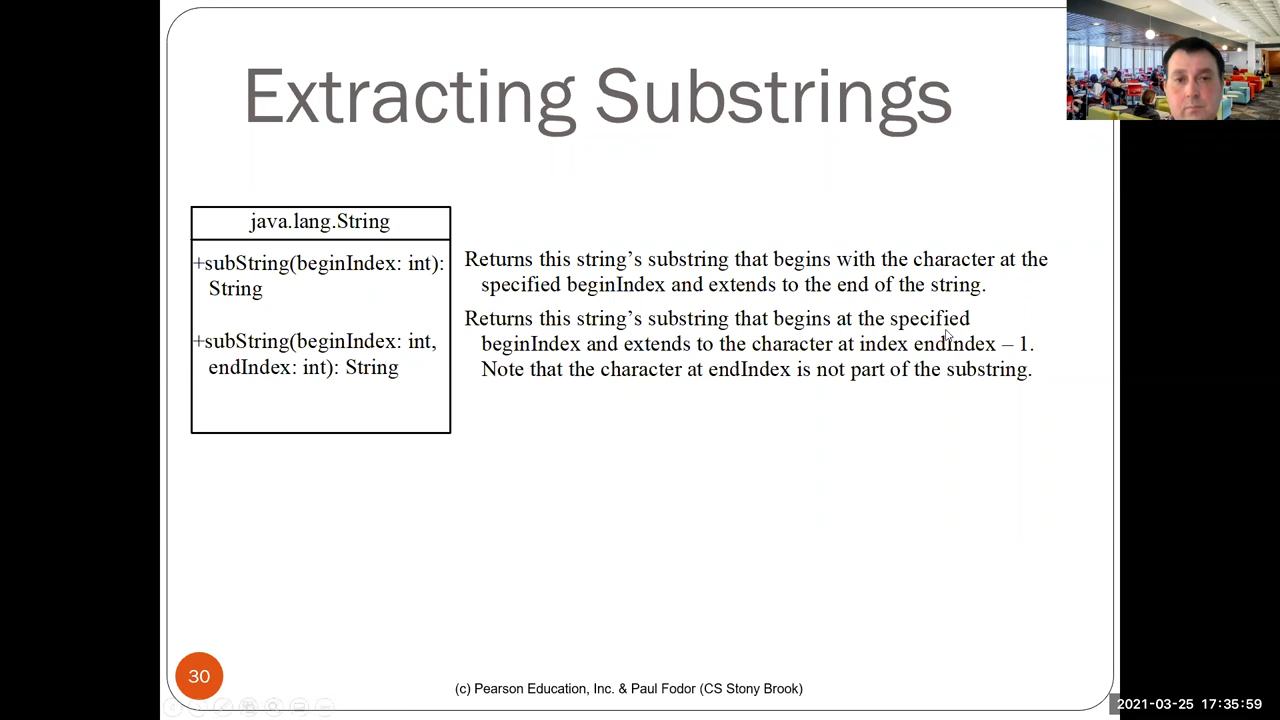 Extracting Substrings
java.lang.String
+subString(beginIndex: int):
String
Returns this string’s substring that begins with the character at the
specified beginIndex and extends to the end of the string.
+subString(beginIndex: int,
endIndex: int): String
Returns this string’s substring that begins at the specified
beginIndex and extends to the character at index endIndex – 1.
Note that the character at endIndex is not part of the substring.
30
(c) Pearson Education, Inc. & Paul Fodor (CS Stony Brook)
2021-03-25 17:35:59